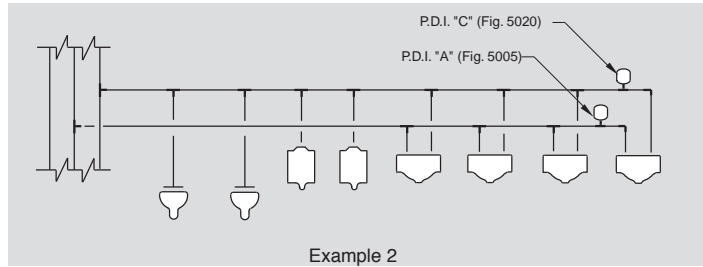 P.D.I. "C" (Fig. 5020)
P.D.I. "A" (Fig. 5005)
Example 2